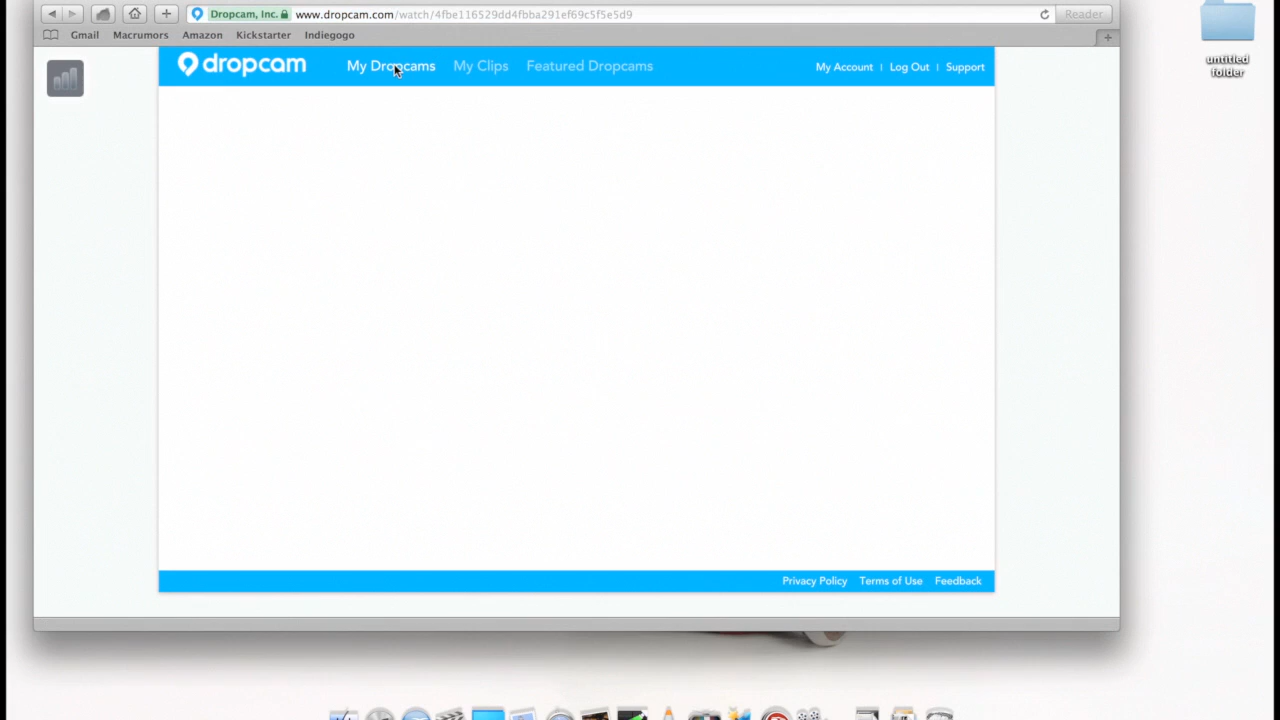 Dropcam, Inc. www.dropcam.com/watch/4fbe116529dd4fbba291ef69c5f5e5d9 Reader
Gmail Macrumors Amazon Kickstarter Indiegogo
dropcam My Dropcams My Clips Featured Dropcams My Account Log Out Support
untitled
folder
Privacy Policy Terms of Use Feedback